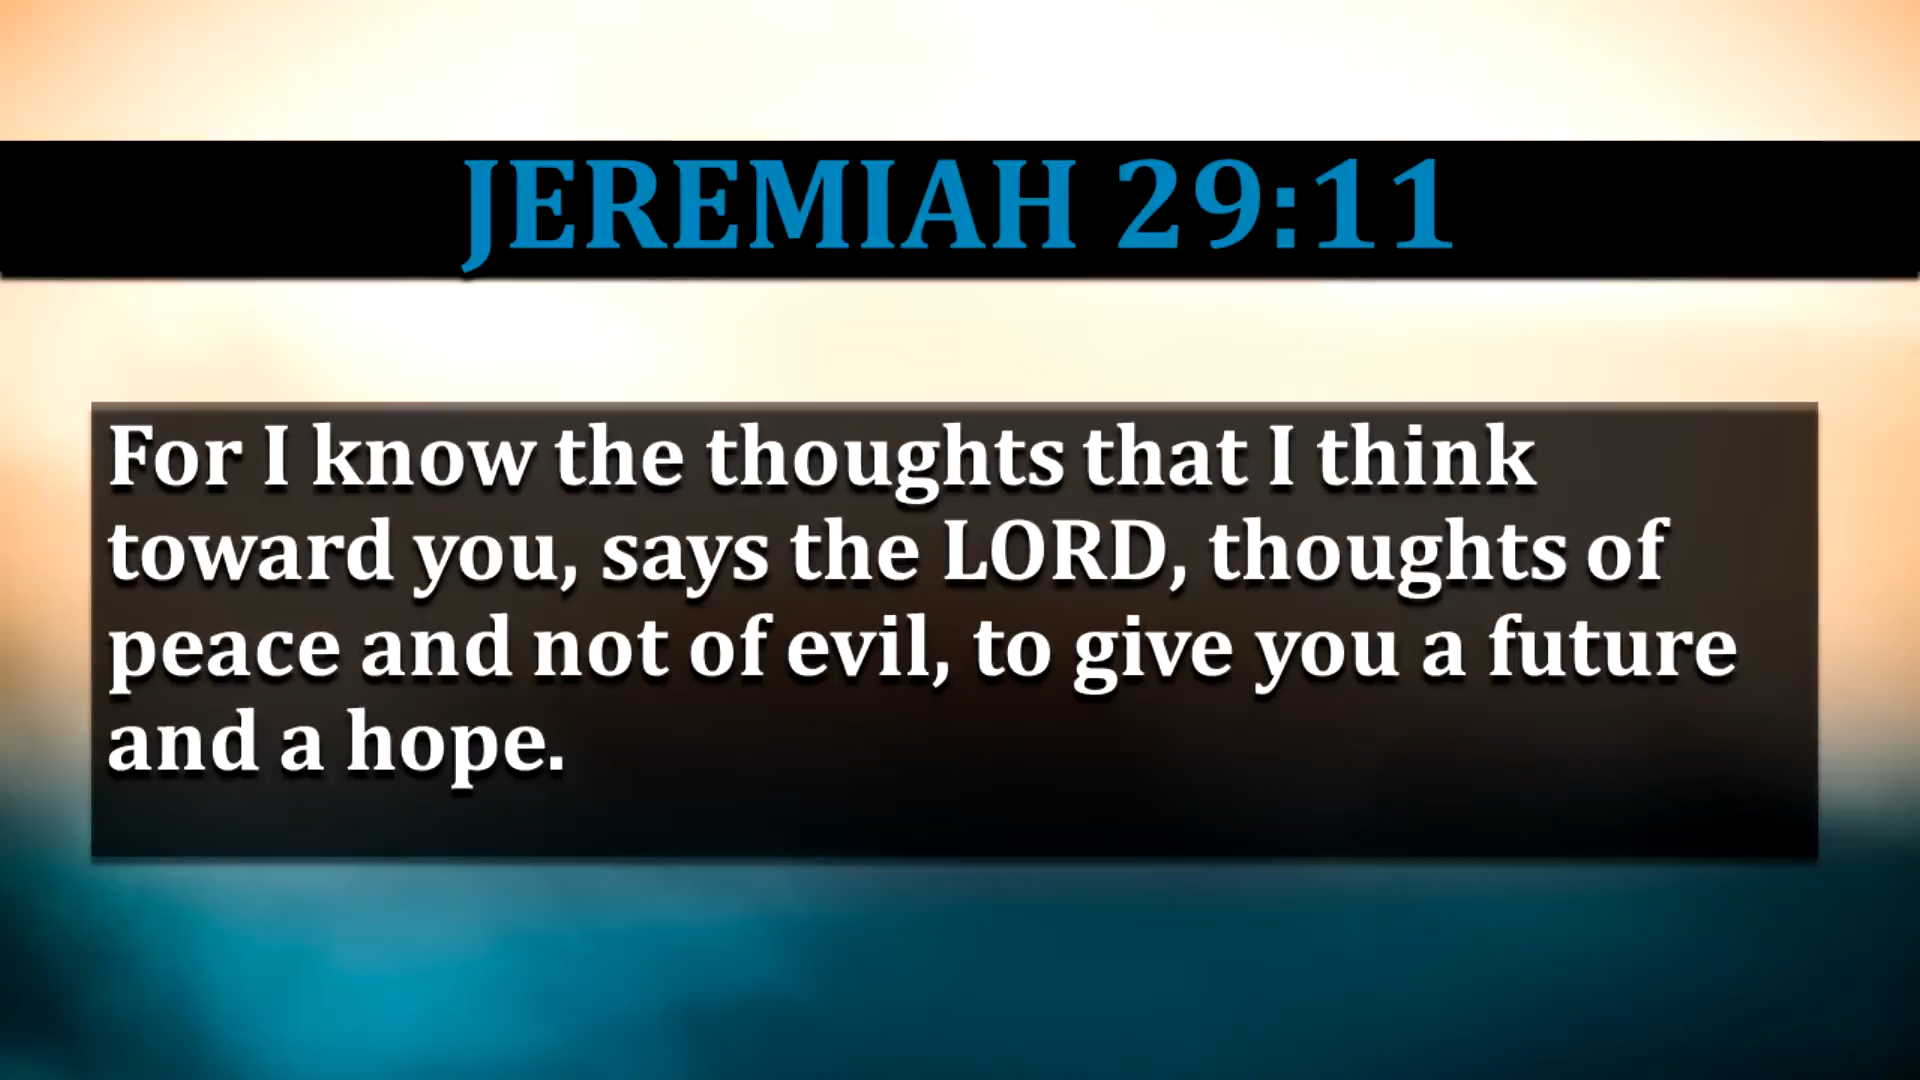 JEREMIAH 29:11
For I know the thoughts that I think
toward you, says the LORD, thoughts of
peace and not of evil, to give you a future
and a hope.